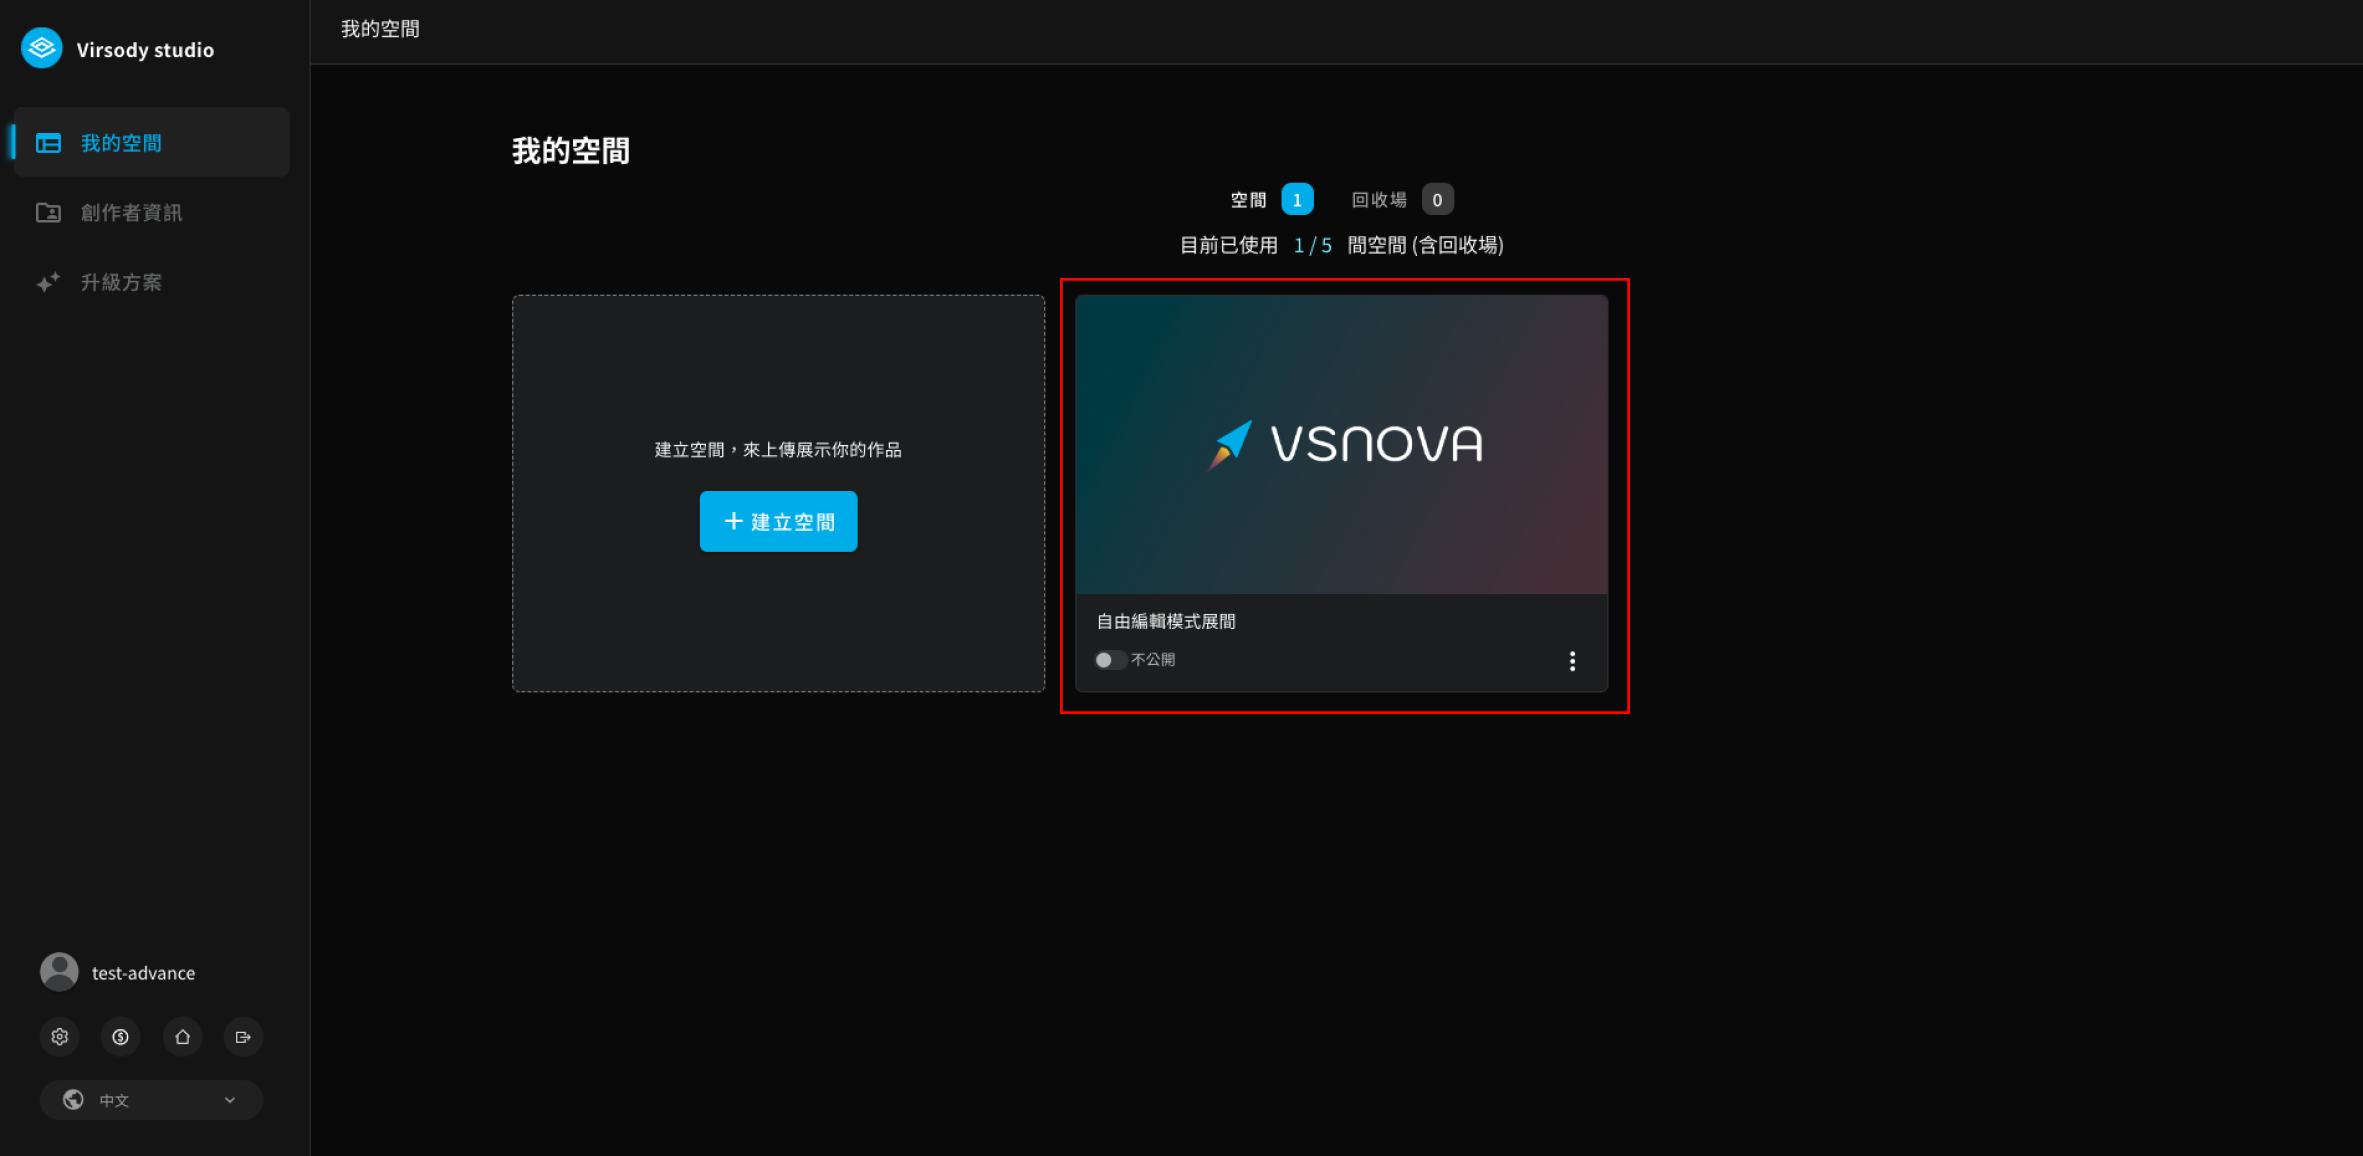 Virsody studio
我的空間
創作者資訊
升級方案
test-advance
中文
我的空間
我的空間
空間 1 回收場 0
目前已使用 1 / 5 間空間 (含回收場)
建立空間，來上傳展示你的作品
+ 建立空間
VSNOVA
自由編輯模式展間
不公開